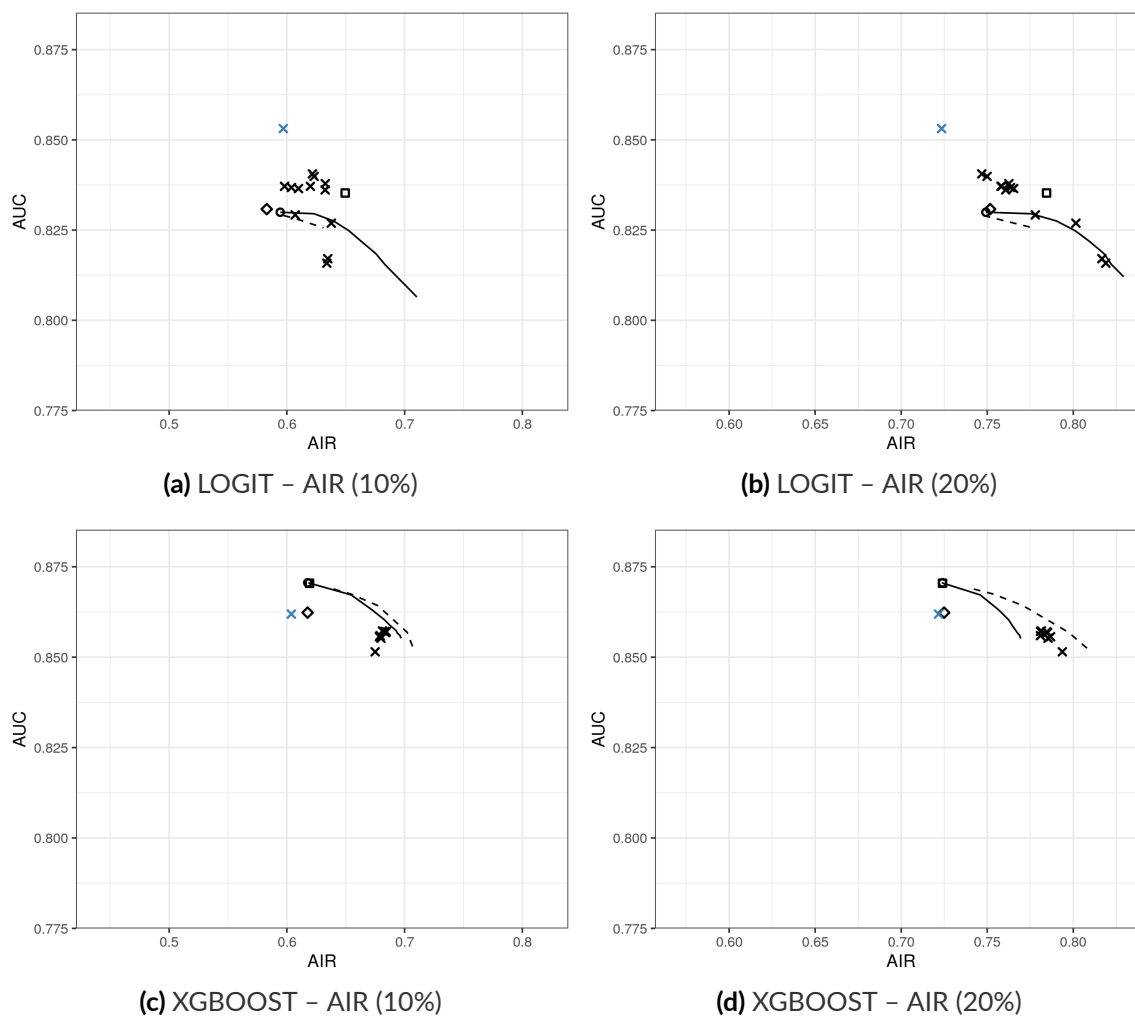 0.875
0.850
0.825
0.800
0.775
AUC
0.5 0.6 0.7 0.8
AIR
(a) LOGIT – AIR (10%)
0.875
0.850
0.825
0.800
0.775
AUC
0.60 0.65 0.70 0.75 0.80
AIR
(b) LOGIT – AIR (20%)
0.875
0.850
0.825
0.800
0.775
AUC
0.5 0.6 0.7 0.8
AIR
(c) XGBOOST – AIR (10%)
0.875
0.850
0.825
0.800
0.775
AUC
0.60 0.65 0.70 0.75 0.80
AIR
(d) XGBOOST – AIR (20%)